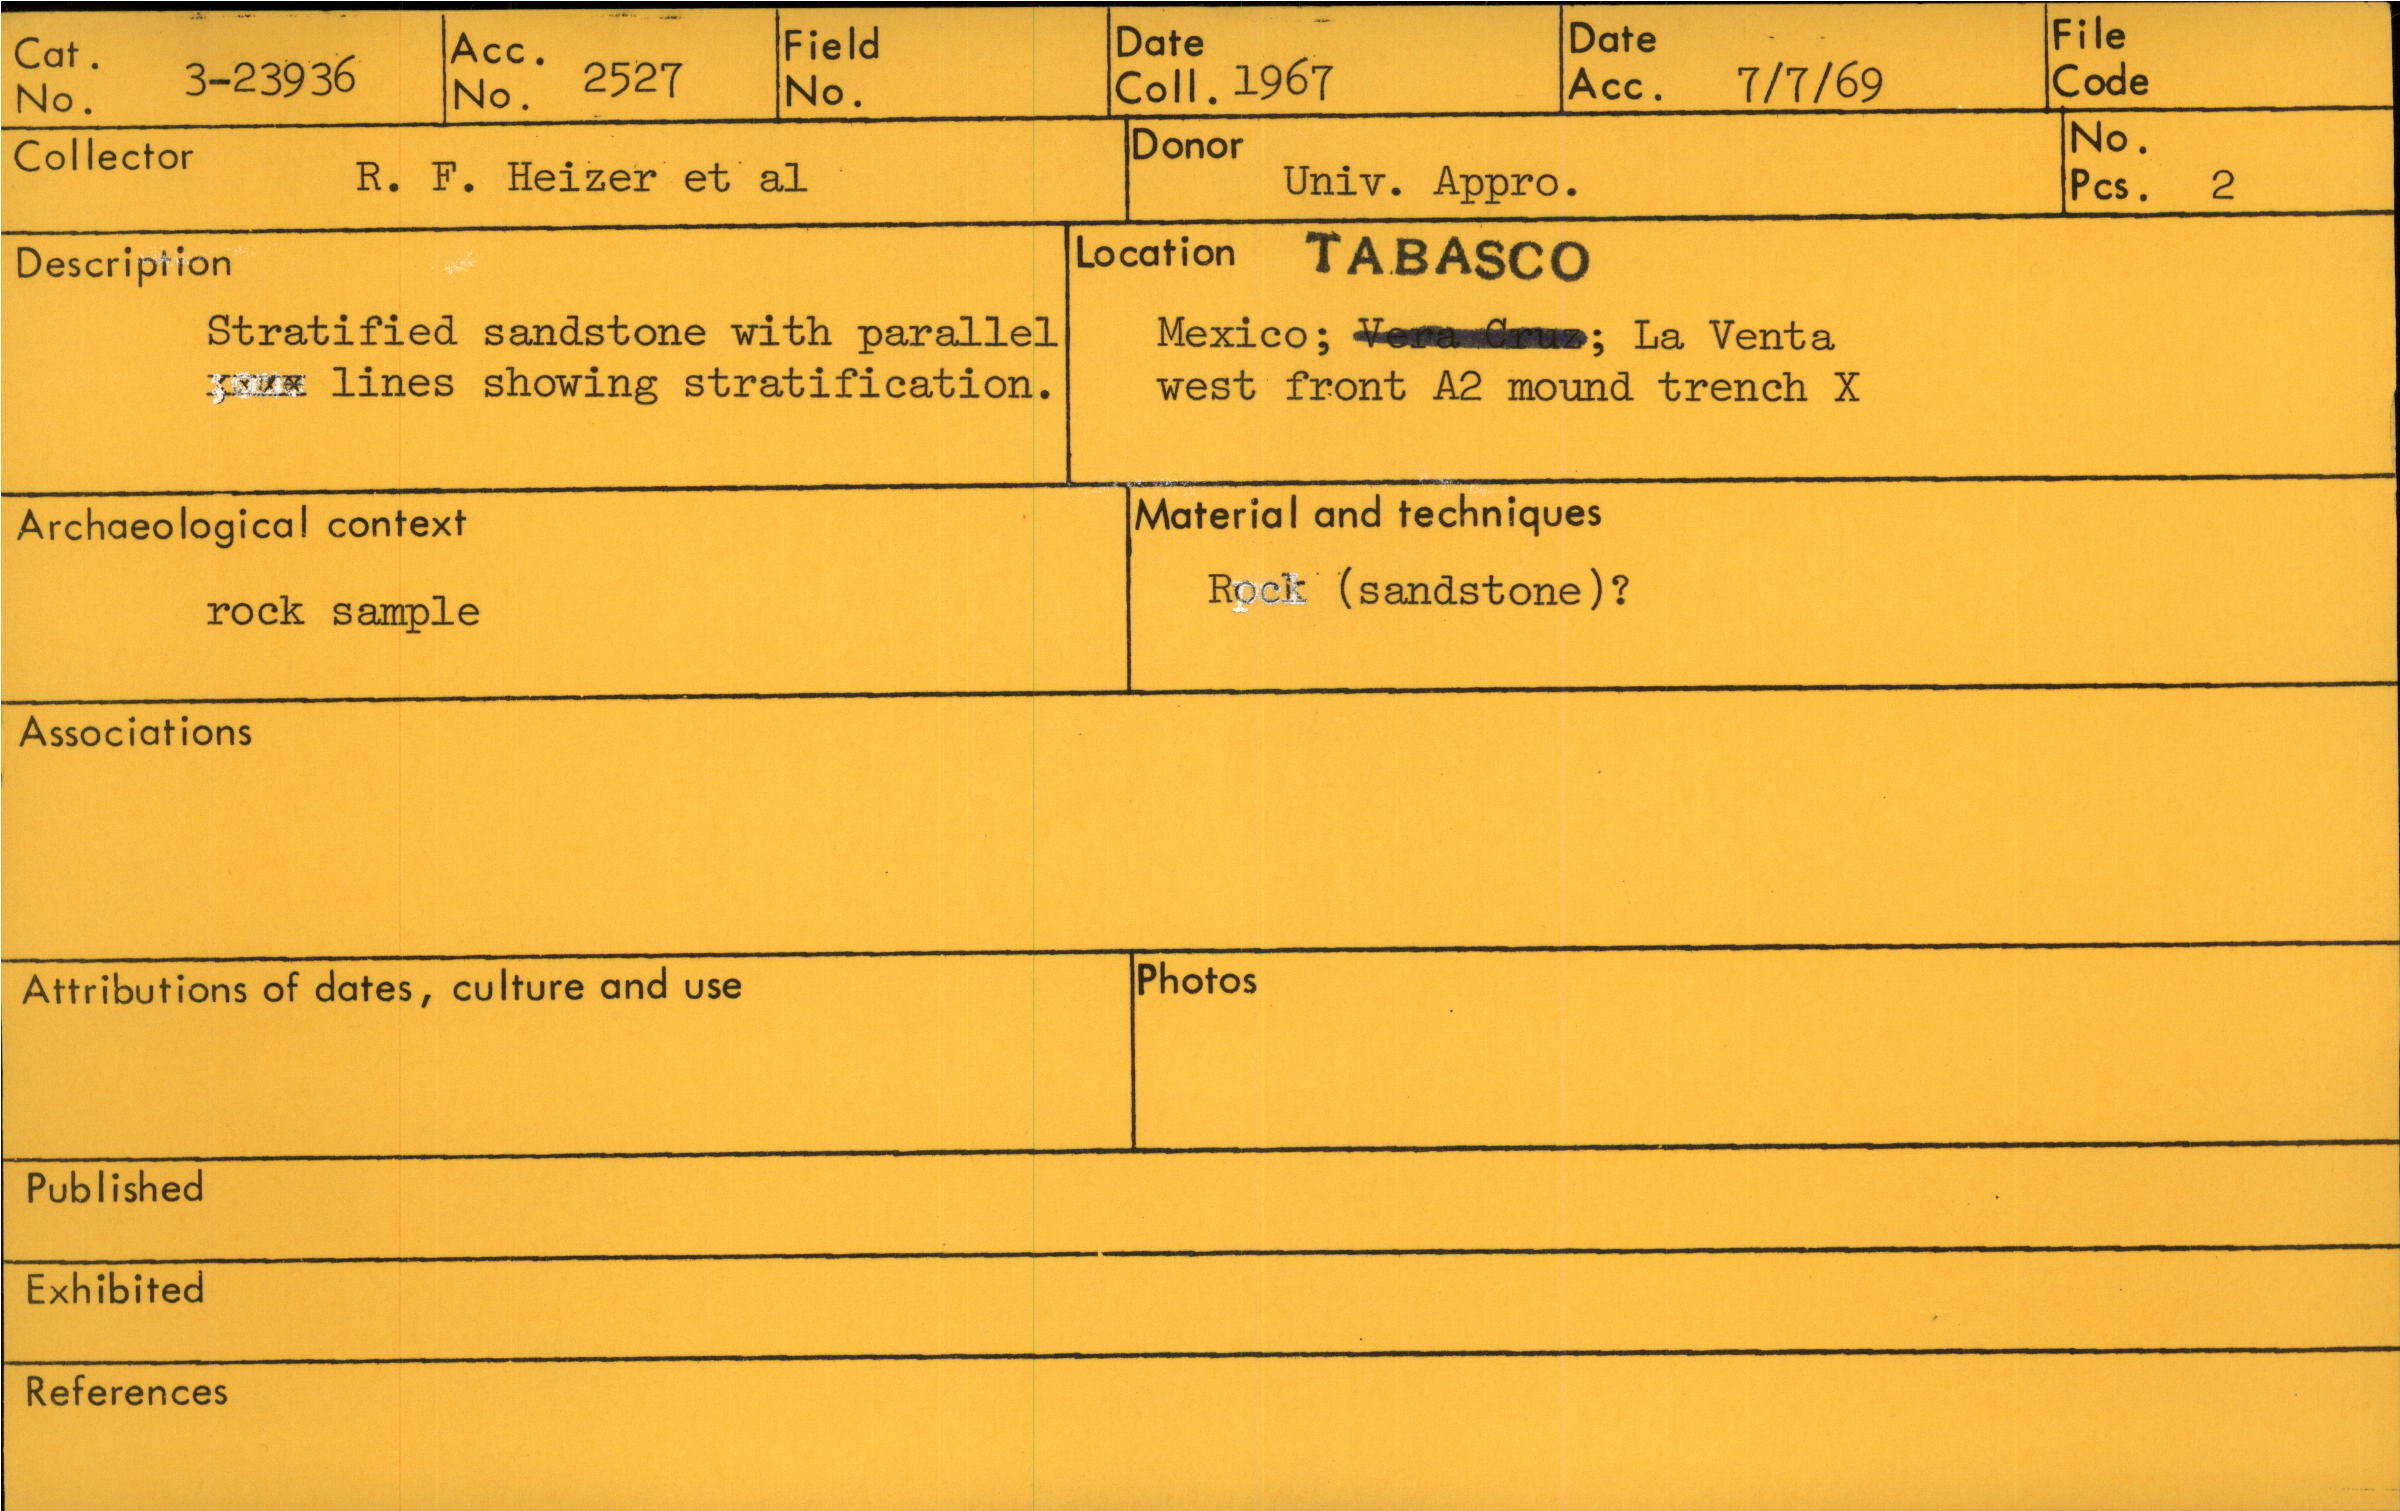 Cat. No. 3-23936
Acc. No. 2527
Field No.
Date Coll. 1967
Date Acc. 7/7/69
File Code
Collector R. F. Heizer et al
Donor Univ. Appro.
No. Pcs. 2
Description
Stratified sandstone with parallel
lines showing stratification.
Location TABASCO
Mexico; Vera Cruz; La Venta
west front A2 mound trench X
Archaeological context
rock sample
Material and techniques
Rock (sandstone)?
Associations
Attributions of dates, culture and use
Photos
Published
Exhibited
References